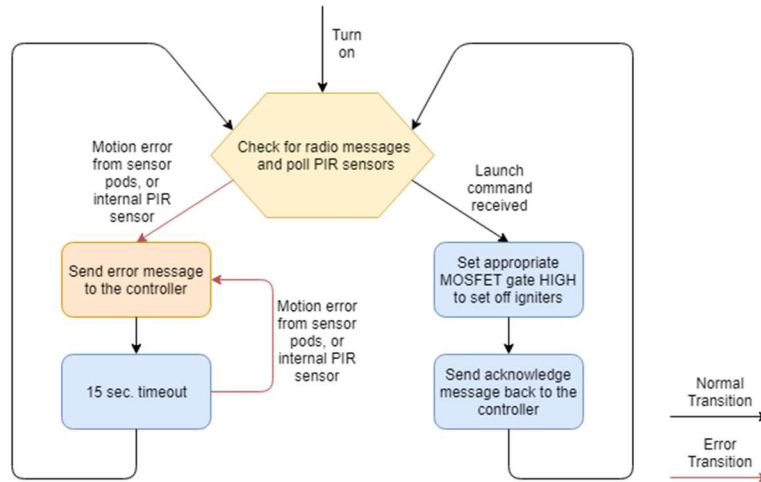 Turn
on
Check for radio messages
and poll PIR sensors
Motion error
from sensor
pods, or
internal PIR
sensor
Launch
command
received
Send error message
to the controller
Set appropriate
MOSFET gate HIGH
to set off igniters
Motion error
from sensor
pods, or
internal PIR
sensor
15 sec. timeout
Send acknowledge
message back to the
controller
Normal
Transition
Error
Transition